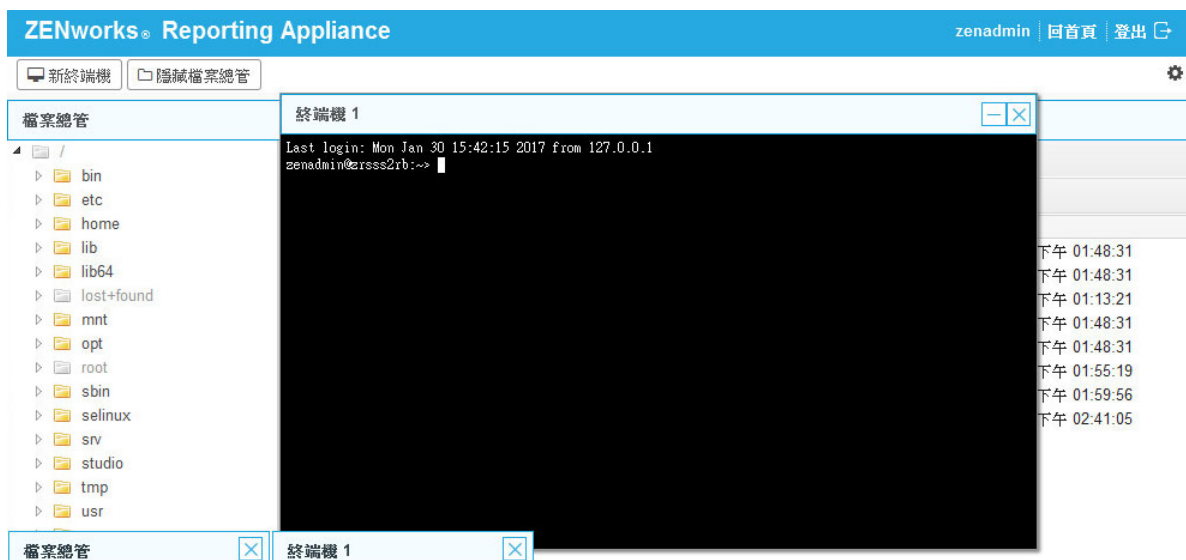 ZENworks® Reporting Appliance
zenadmin 回首頁 登出
新終端機 隱藏檔案總管
檔案總管
終端機 1
/
bin
etc
home
lib
lib64
lost+found
mnt
opt
root
sbin
selinux
srv
studio
tmp
usr
Last login: Mon Jan 30 15:42:15 2017 from 127.0.0.1
zenadmin@zrsss2rb:~>
下午 01:48:31
下午 01:48:31
下午 01:13:21
下午 01:48:31
下午 01:48:31
下午 01:55:19
下午 01:59:56
下午 02:41:05
檔案總管
終端機 1